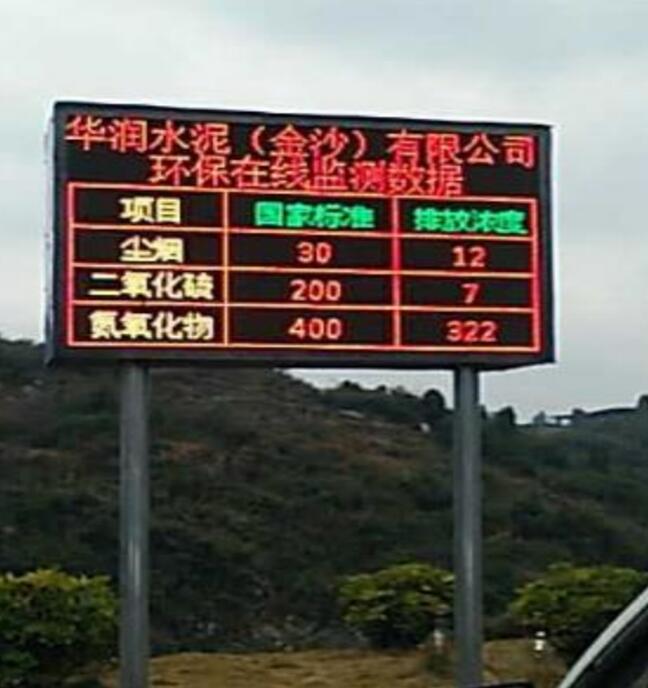 华润水泥（金沙）有限公司
环保在线监测数据
项目 国家标准 排放浓度
尘烟 30 12
二氧化硫 200 7
氮氧化物 400 322